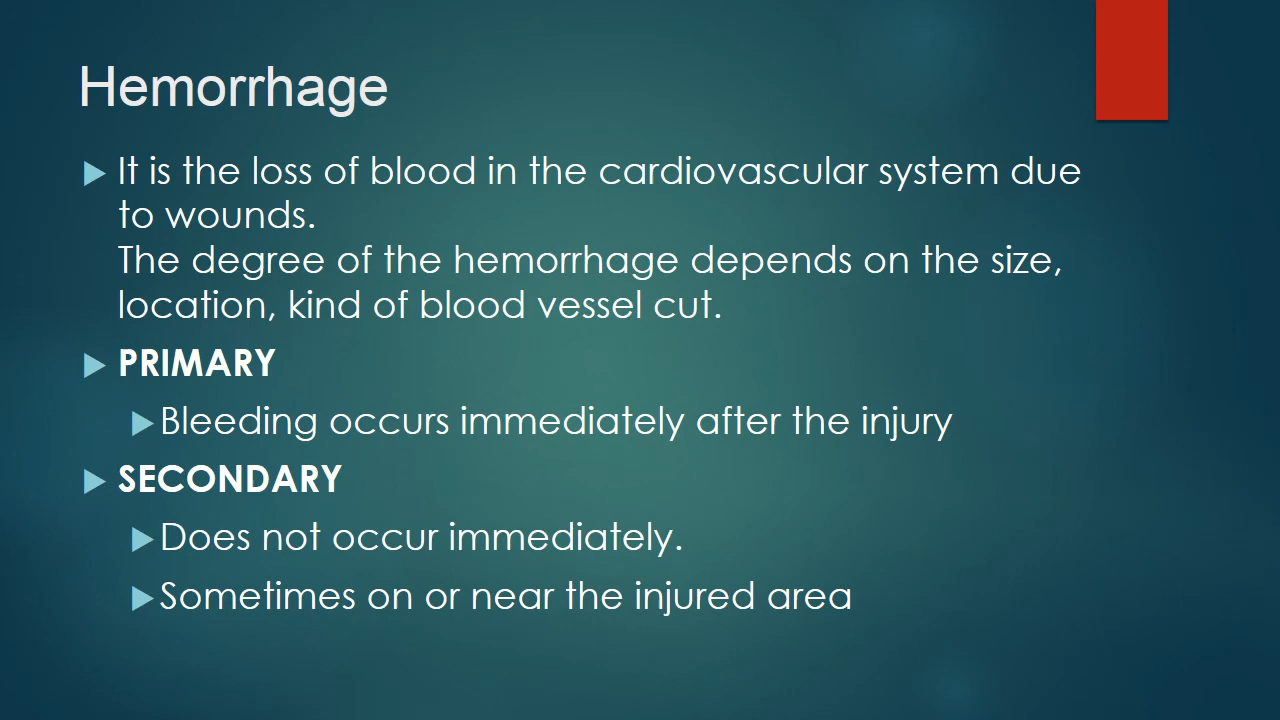 Hemorrhage
It is the loss of blood in the cardiovascular system due
to wounds.
The degree of the hemorrhage depends on the size,
location, kind of blood vessel cut.
PRIMARY
Bleeding occurs immediately after the injury
SECONDARY
Does not occur immediately.
Sometimes on or near the injured area